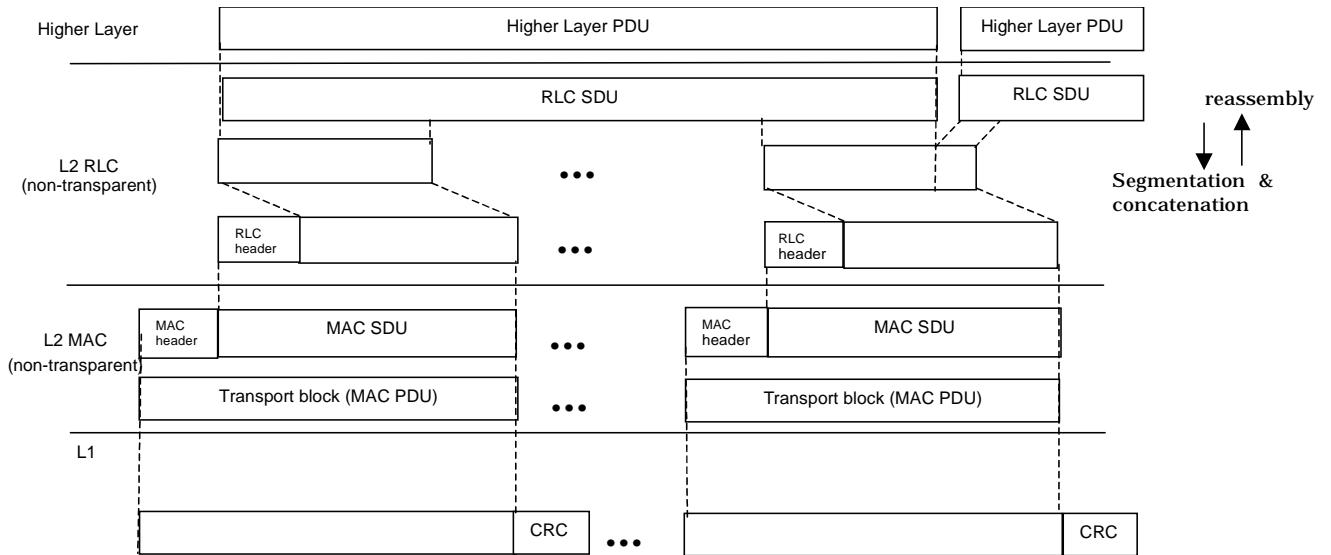 Higher Layer
Higher Layer PDU
Higher Layer PDU
RLC SDU
RLC SDU
reassembly
L2 RLC
(non-transparent)
•••
Segmentation &
concatenation
RLC
header
•••
RLC
header
L2 MAC
(non-transparent)
MAC
header
MAC SDU
•••
MAC
header
MAC SDU
Transport block (MAC PDU)
•••
Transport block (MAC PDU)
L1
CRC
•••
CRC